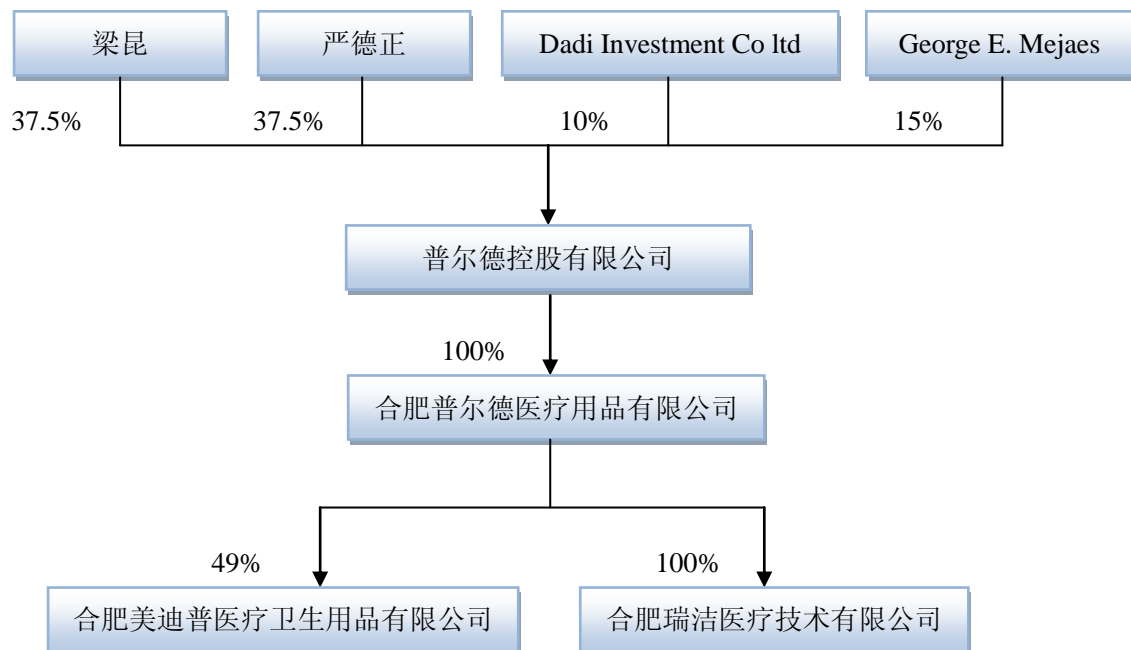 梁昆
严德正
Dadi Investment Co ltd
George E. Mejaes
37.5%
37.5%
10%
15%
普尔德控股有限公司
100%
合肥普尔德医疗用品有限公司
49%
100%
合肥美迪普医疗卫生用品有限公司
合肥瑞洁医疗技术有限公司